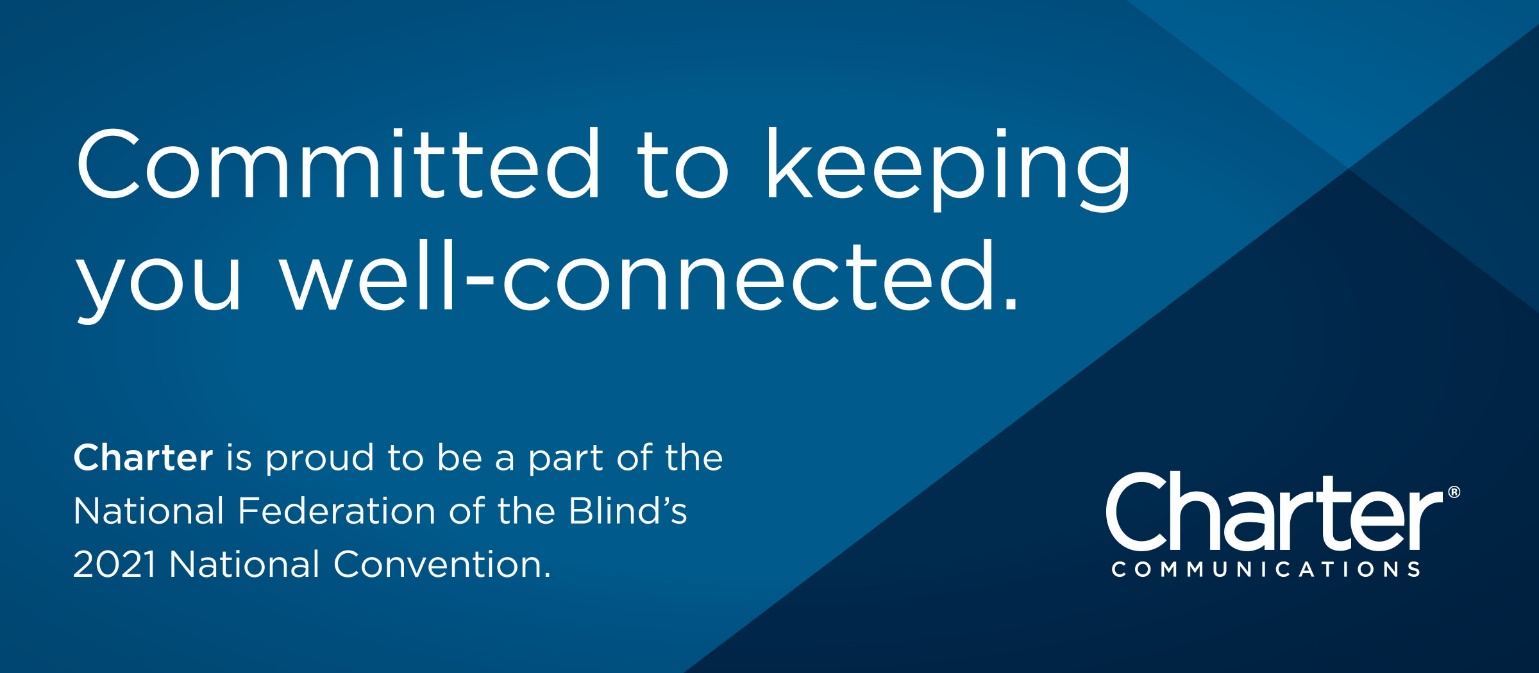 Committed to keeping
you well-connected.
Charter is proud to be a part of the
National Federation of the Blind’s
2021 National Convention.
Charter®
COMMUNICATIONS